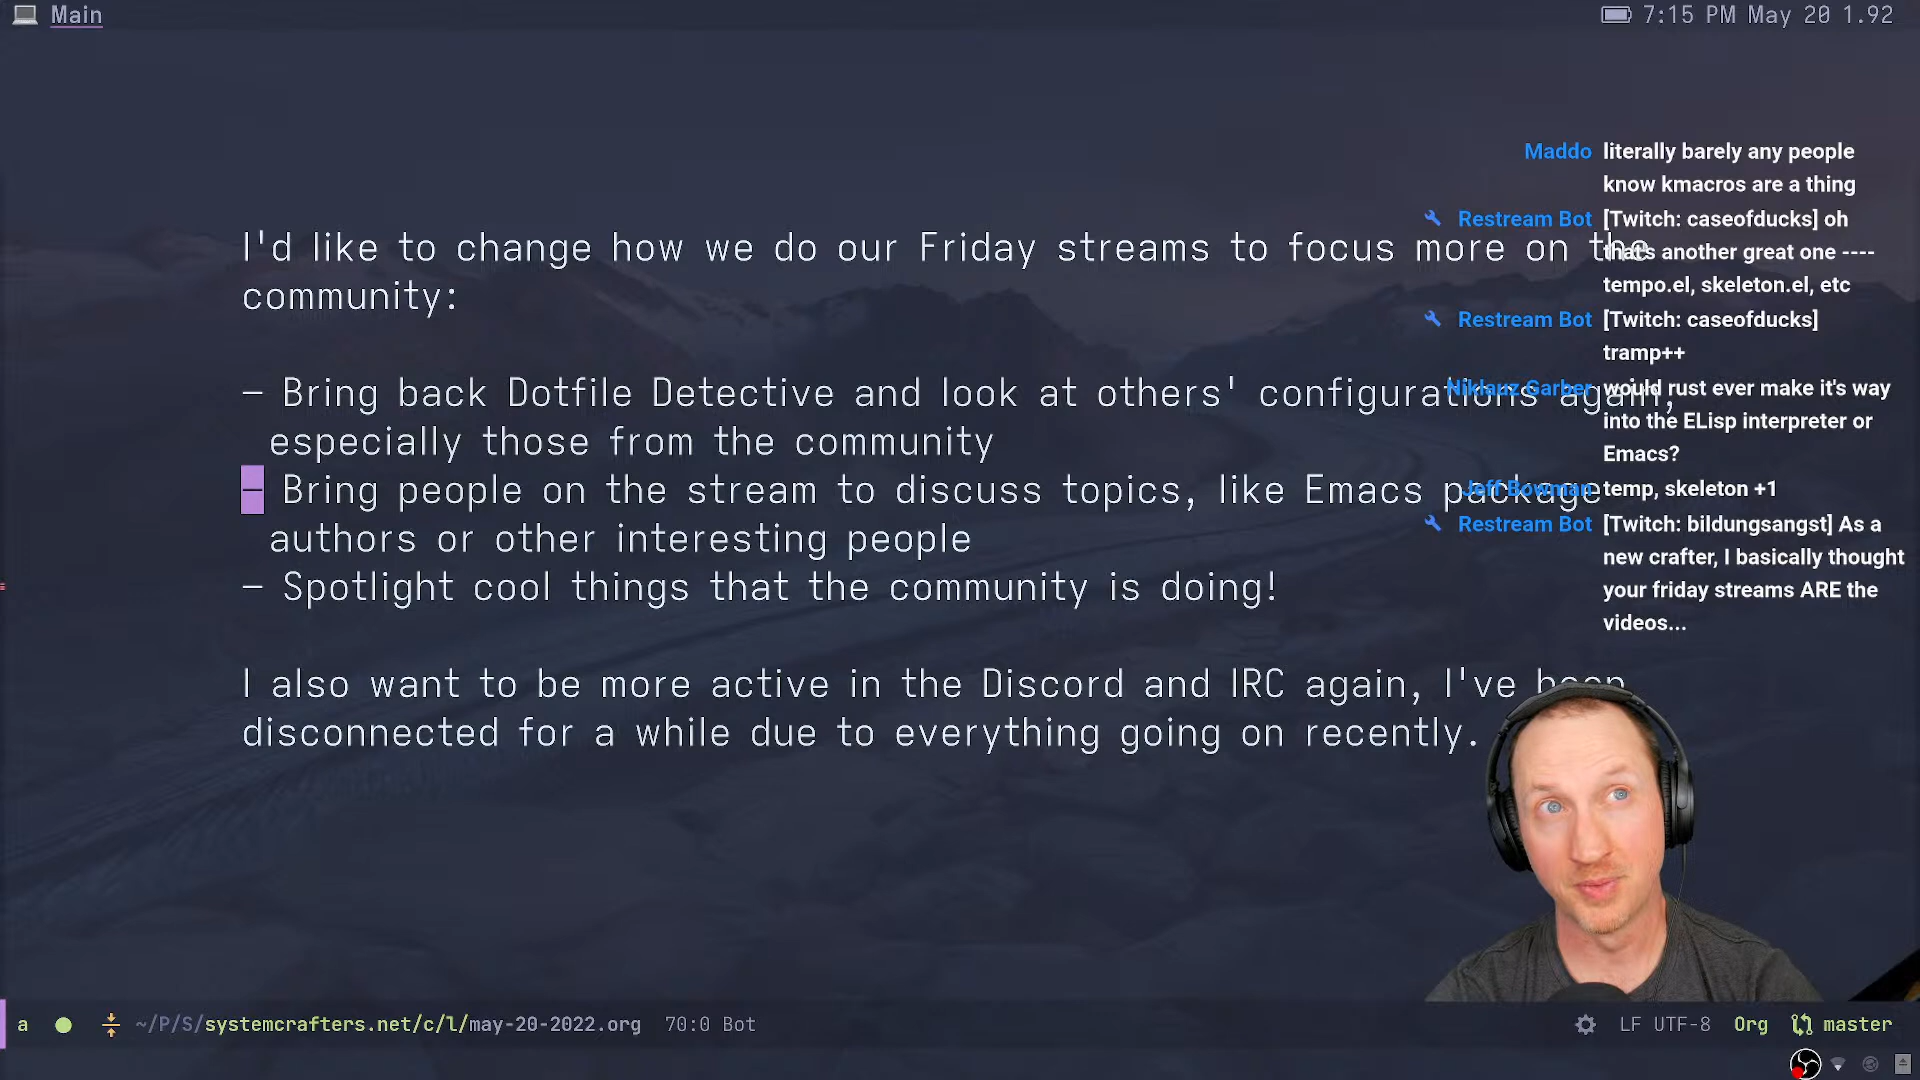 Main
7:15 PM May 20 1.92
I'd like to change how we do our Friday streams to focus more on the
community:
- Bring back Dotfile Detective and look at others' configurations again,
especially those from the community
- Bring people on the stream to discuss topics, like Emacs package
authors or other interesting people
- Spotlight cool things that the community is doing!
I also want to be more active in the Discord and IRC again, I've been
disconnected for a while due to everything going on recently.
Maddo literally barely any people
know kmacros are a thing
Restream Bot [Twitch: caseofducks] oh
that's another great one ----
tempo.el, skeleton.el, etc
Restream Bot [Twitch: caseofducks]
tramp++
Niklauz Garber would rust ever make it's way
into the ELisp interpreter or
Emacs?
Jeff Bowman temp, skeleton +1
Restream Bot [Twitch: bildungsangst] As a
new crafter, I basically thought
your friday streams ARE the
videos...
a ~/P/S/systemcrafters.net/c/l/may-20-2022.org 70:0 Bot
LF UTF-8 Org master